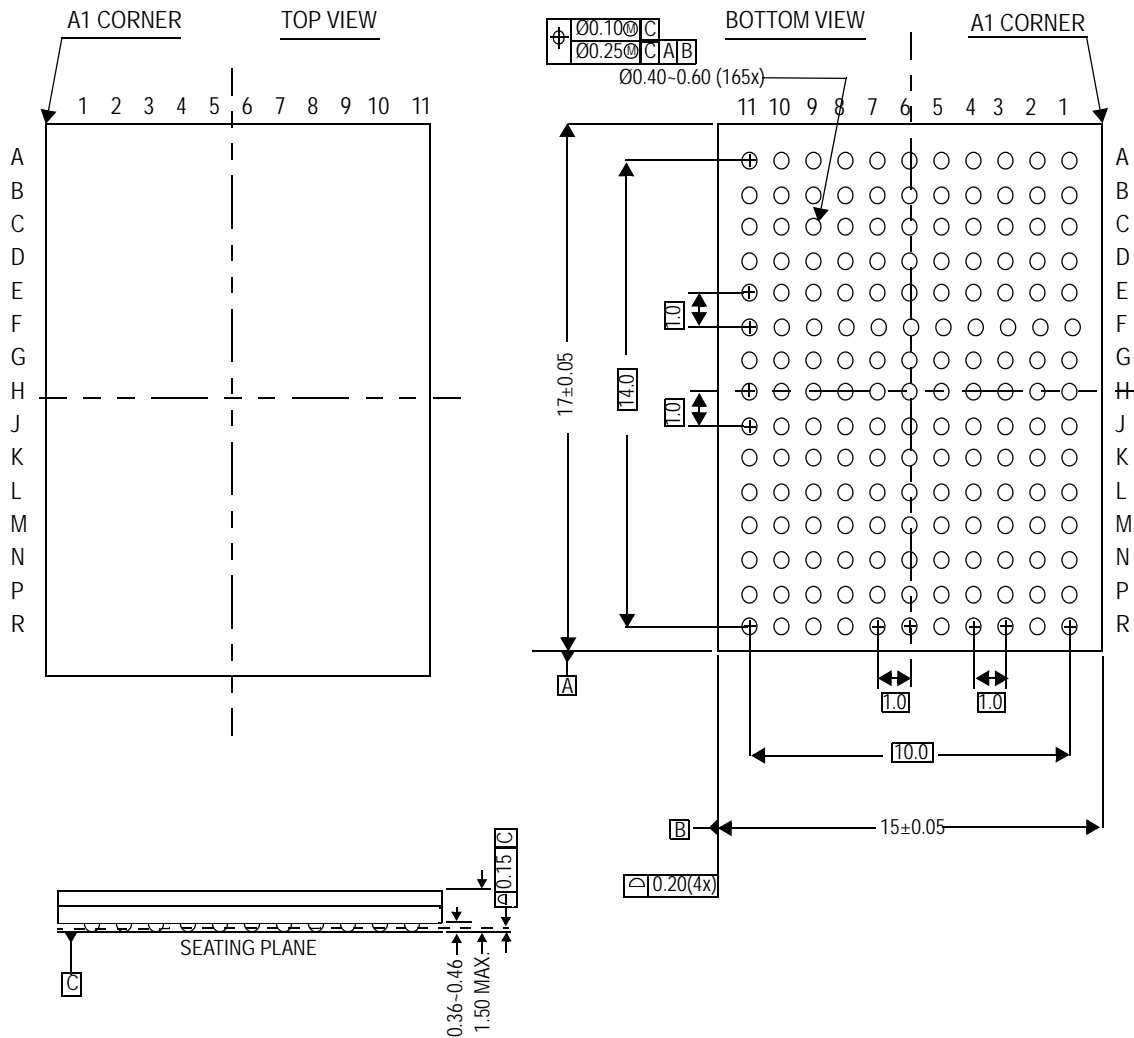 A1 CORNER
TOP VIEW
1 2 3 4 5 6 7 8 9 10 11
A
B
C
D
E
F
G
H
J
K
L
M
N
P
R
Ø0.10Ⓜ C
Ø0.25Ⓜ C A B
Ø0.40~0.60 (165x)
BOTTOM VIEW
A1 CORNER
11 10 9 8 7 6 5 4 3 2 1
A
B
C
D
E
F
G
H
J
K
L
M
N
P
R
17±0.05
14.0
1.0
1.0
A
1.0
1.0
10.0
B
15±0.05
0.20(4x)
0.15 C
SEATING PLANE
C
0.36~0.46
1.50 MAX.